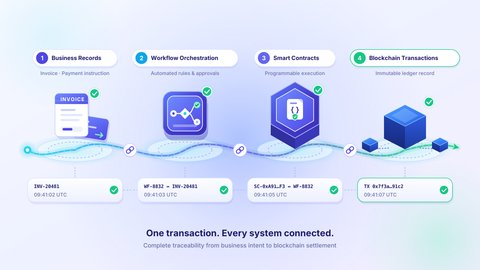 1 Business Records
Invoice · Payment instruction
2 Workflow Orchestration
Automated rules & approvals
3 Smart Contracts
Programmable execution
4 Blockchain Transactions
Immutable ledger record
INVOICE
{ }
INV-20481
09:41:02 UTC
WF-8832 ← INV-20481
09:41:03 UTC
SC-0xA91…F3 ← WF-8832
09:41:05 UTC
TX 0x7f3a…91c2
09:41:07 UTC
One transaction. Every system connected.
Complete traceability from business intent to blockchain settlement